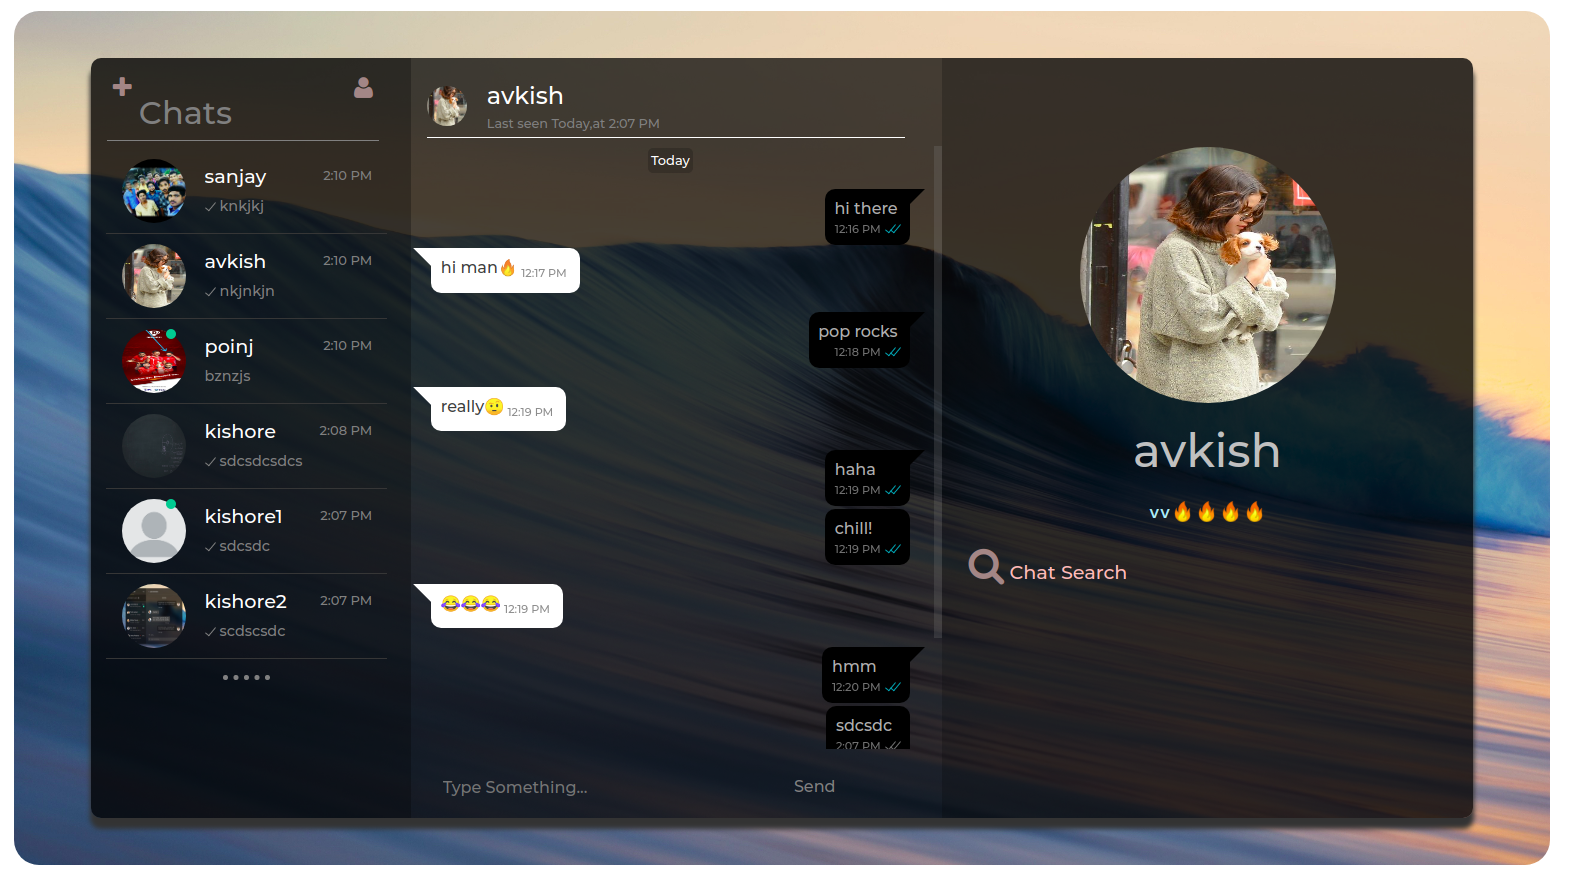 Chats
sanjay 2:10 PM
knkjkj
avkish 2:10 PM
nkjnkjn
poinj 2:10 PM
bznzjs
kishore 2:08 PM
sdcsdcsdcs
kishore1 2:07 PM
sdcsdc
kishore2 2:07 PM
scdscsdc
avkish
Last seen Today,at 2:07 PM
Today
hi there
12:16 PM
hi man🔥 12:17 PM
pop rocks
12:18 PM
really🤨 12:19 PM
haha
12:19 PM
chill!
12:19 PM
😂😂😂 12:19 PM
hmm
12:20 PM
sdcsdc
2:07 PM
Type Something...
Send
avkish
vv🔥🔥🔥🔥
Chat Search